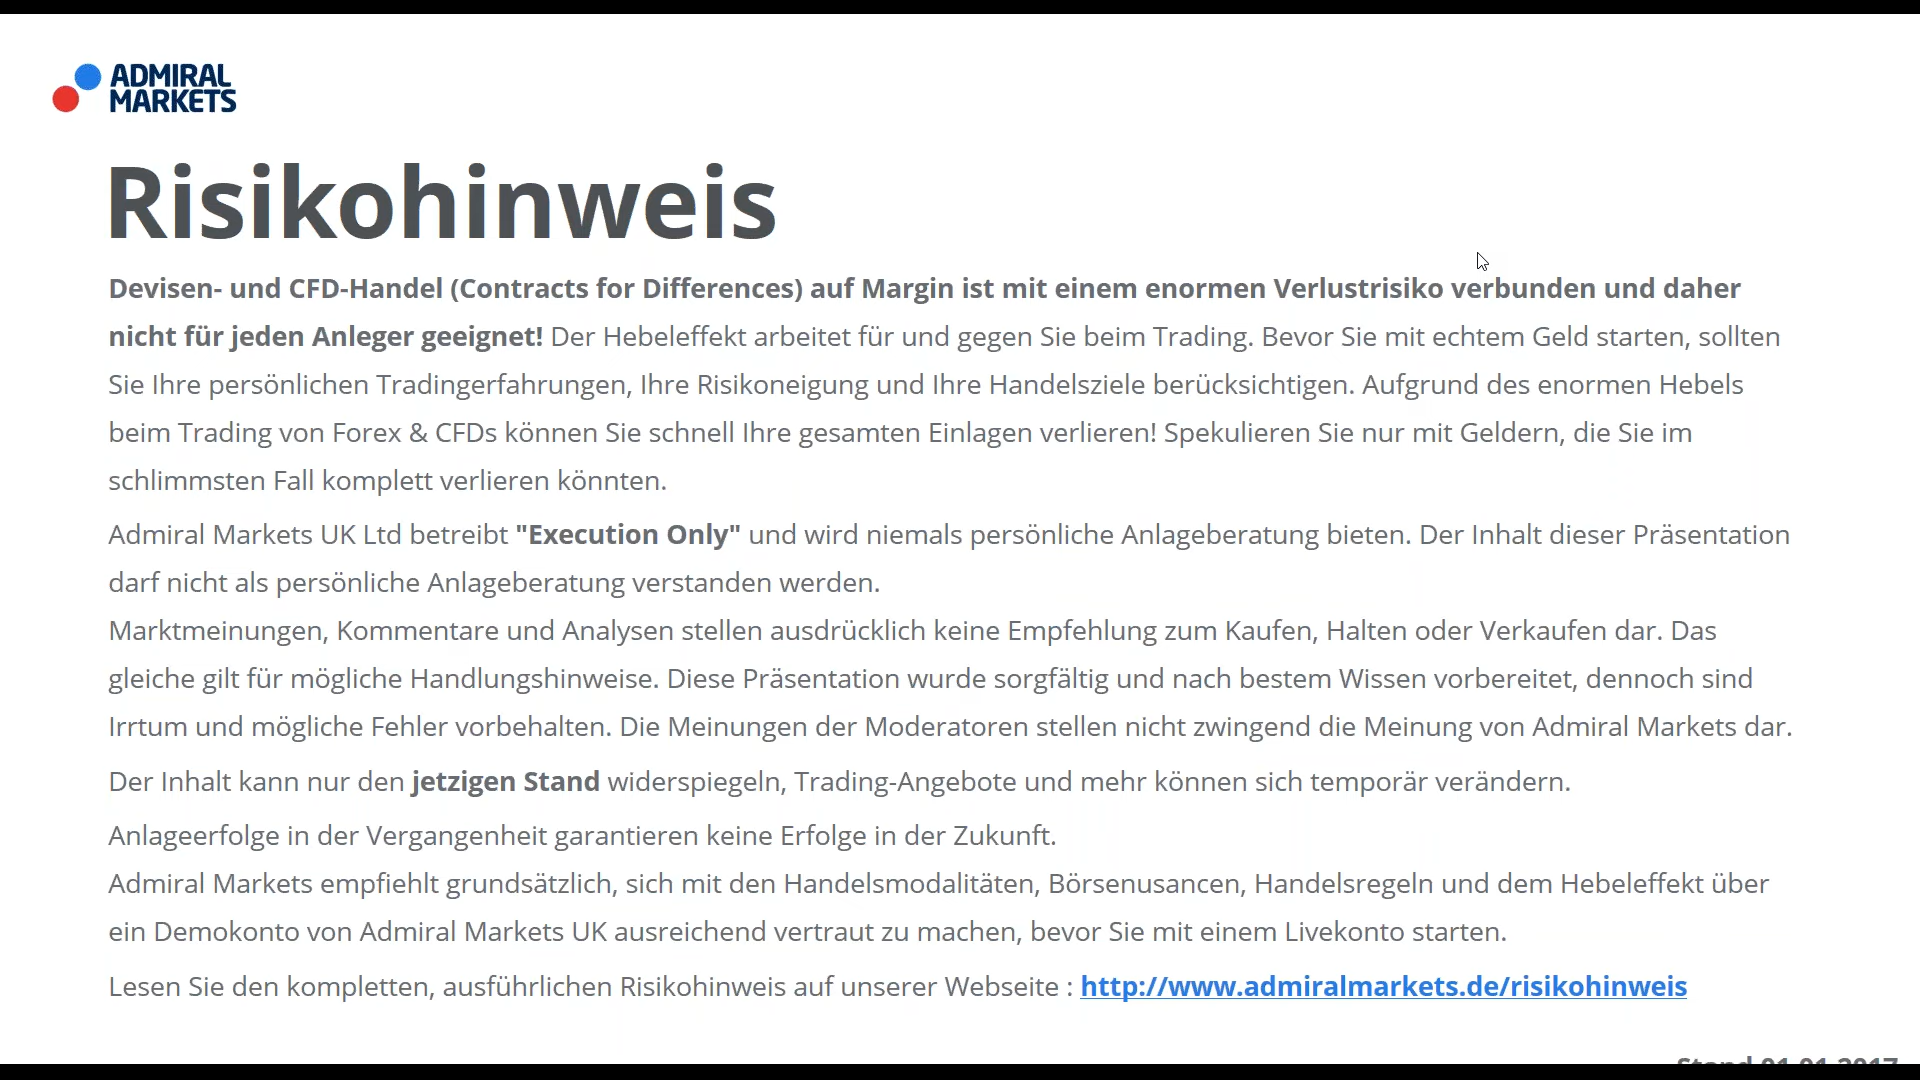 ADMIRAL
MARKETS
Risikohinweis
Devisen- und CFD-Handel (Contracts for Differences) auf Margin ist mit einem enormen Verlustrisiko verbunden und daher
nicht für jeden Anleger geeignet! Der Hebeleffekt arbeitet für und gegen Sie beim Trading. Bevor Sie mit echtem Geld starten, sollten
Sie Ihre persönlichen Tradingerfahrungen, Ihre Risikoneigung und Ihre Handelsziele berücksichtigen. Aufgrund des enormen Hebels
beim Trading von Forex & CFDs können Sie schnell Ihre gesamten Einlagen verlieren! Spekulieren Sie nur mit Geldern, die Sie im
schlimmsten Fall komplett verlieren könnten.
Admiral Markets UK Ltd betreibt "Execution Only" und wird niemals persönliche Anlageberatung bieten. Der Inhalt dieser Präsentation
darf nicht als persönliche Anlageberatung verstanden werden.
Marktmeinungen, Kommentare und Analysen stellen ausdrücklich keine Empfehlung zum Kaufen, Halten oder Verkaufen dar. Das
gleiche gilt für mögliche Handlungshinweise. Diese Präsentation wurde sorgfältig und nach bestem Wissen vorbereitet, dennoch sind
Irrtum und mögliche Fehler vorbehalten. Die Meinungen der Moderatoren stellen nicht zwingend die Meinung von Admiral Markets dar.
Der Inhalt kann nur den jetzigen Stand widerspiegeln, Trading-Angebote und mehr können sich temporär verändern.
Anlageerfolge in der Vergangenheit garantieren keine Erfolge in der Zukunft.
Admiral Markets empfiehlt grundsätzlich, sich mit den Handelsmodalitäten, Börsenusancen, Handelsregeln und dem Hebeleffekt über
ein Demokonto von Admiral Markets UK ausreichend vertraut zu machen, bevor Sie mit einem Livekonto starten.
Lesen Sie den kompletten, ausführlichen Risikohinweis auf unserer Webseite : http://www.admiralmarkets.de/risikohinweis
Stand 01.01.2017